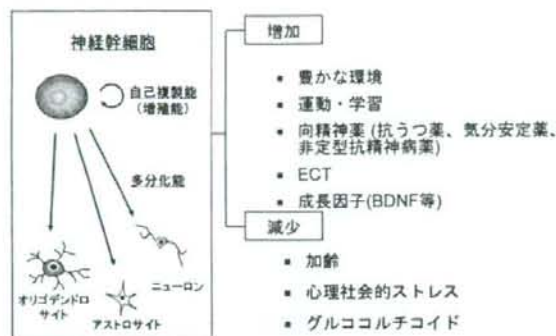 神経幹細胞
自己複製能
(増殖能)
多分化能
オリゴデンドロ
サイト
アストロサイト
ニューロン
増加
▪ 豊かな環境
▪ 運動・学習
▪ 向精神薬 (抗うつ薬、気分安定薬、
非定型抗精神病薬)
▪ ECT
▪ 成長因子(BDNF等)
減少
▪ 加齢
▪ 心理社会的ストレス
▪ グルココルチコイド